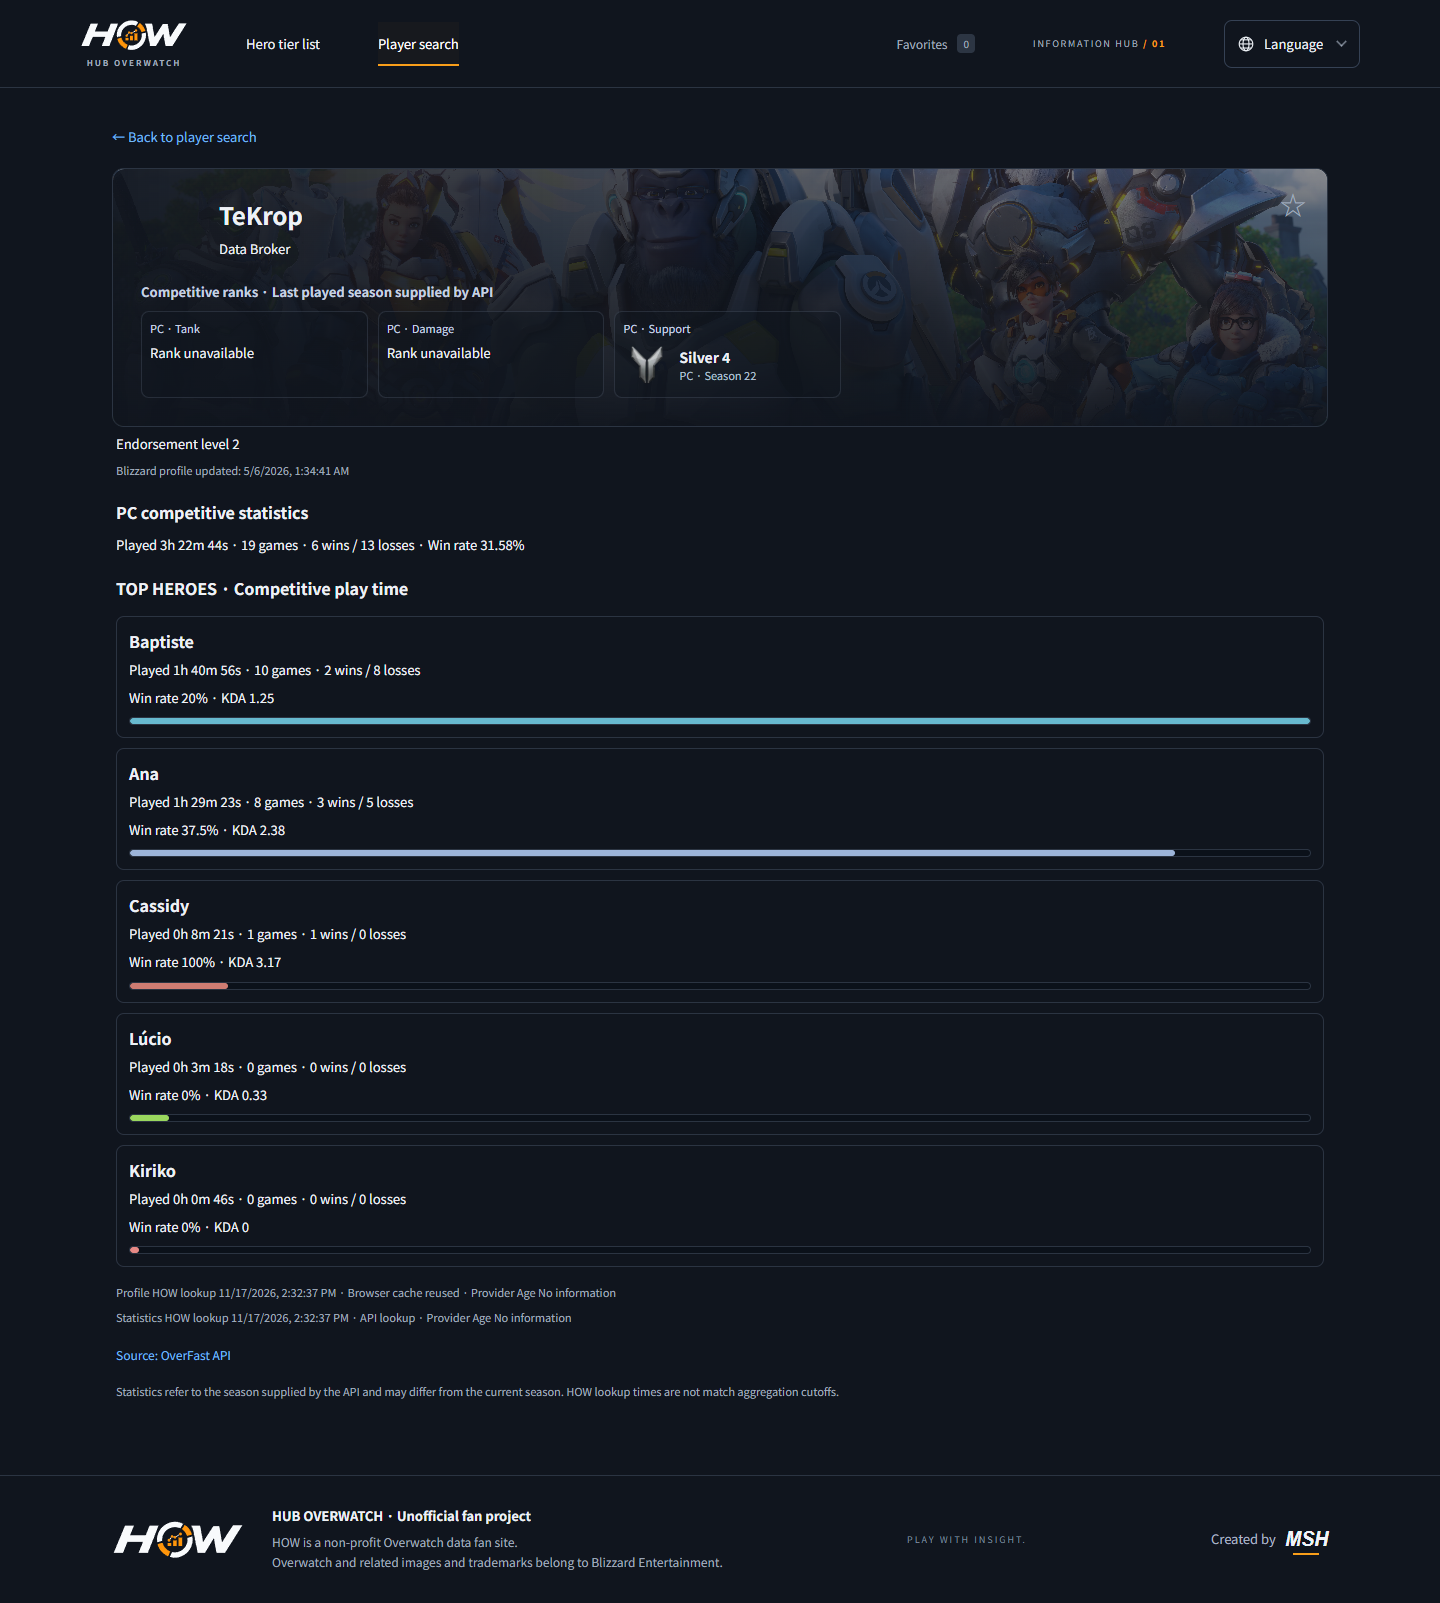 HOW
HUB OVERWATCH
Hero tier list
Player search
Favorites 0
INFORMATION HUB / 01
Language
← Back to player search
TeKrop
Data Broker
Competitive ranks · Last played season supplied by API
PC · Tank
Rank unavailable
PC · Damage
Rank unavailable
PC · Support
Silver 4
PC · Season 22
Endorsement level 2
Blizzard profile updated: 5/6/2026, 1:34:41 AM
PC competitive statistics
Played 3h 22m 44s · 19 games · 6 wins / 13 losses · Win rate 31.58%
TOP HEROES · Competitive play time
Baptiste
Played 1h 40m 56s · 10 games · 2 wins / 8 losses
Win rate 20% · KDA 1.25
Ana
Played 1h 29m 23s · 8 games · 3 wins / 5 losses
Win rate 37.5% · KDA 2.38
Cassidy
Played 0h 8m 21s · 1 games · 1 wins / 0 losses
Win rate 100% · KDA 3.17
Lúcio
Played 0h 3m 18s · 0 games · 0 wins / 0 losses
Win rate 0% · KDA 0.33
Kiriko
Played 0h 0m 46s · 0 games · 0 wins / 0 losses
Win rate 0% · KDA 0
Profile HOW lookup 11/17/2026, 2:32:37 PM · Browser cache reused · Provider Age No information
Statistics HOW lookup 11/17/2026, 2:32:37 PM · API lookup · Provider Age No information
Source: OverFast API
Statistics refer to the season supplied by the API and may differ from the current season. HOW lookup times are not match aggregation cutoffs.
HOW
HUB OVERWATCH · Unofficial fan project
HOW is a non-profit Overwatch data fan site.
Overwatch and related images and trademarks belong to Blizzard Entertainment.
PLAY WITH INSIGHT.
Created by MSH